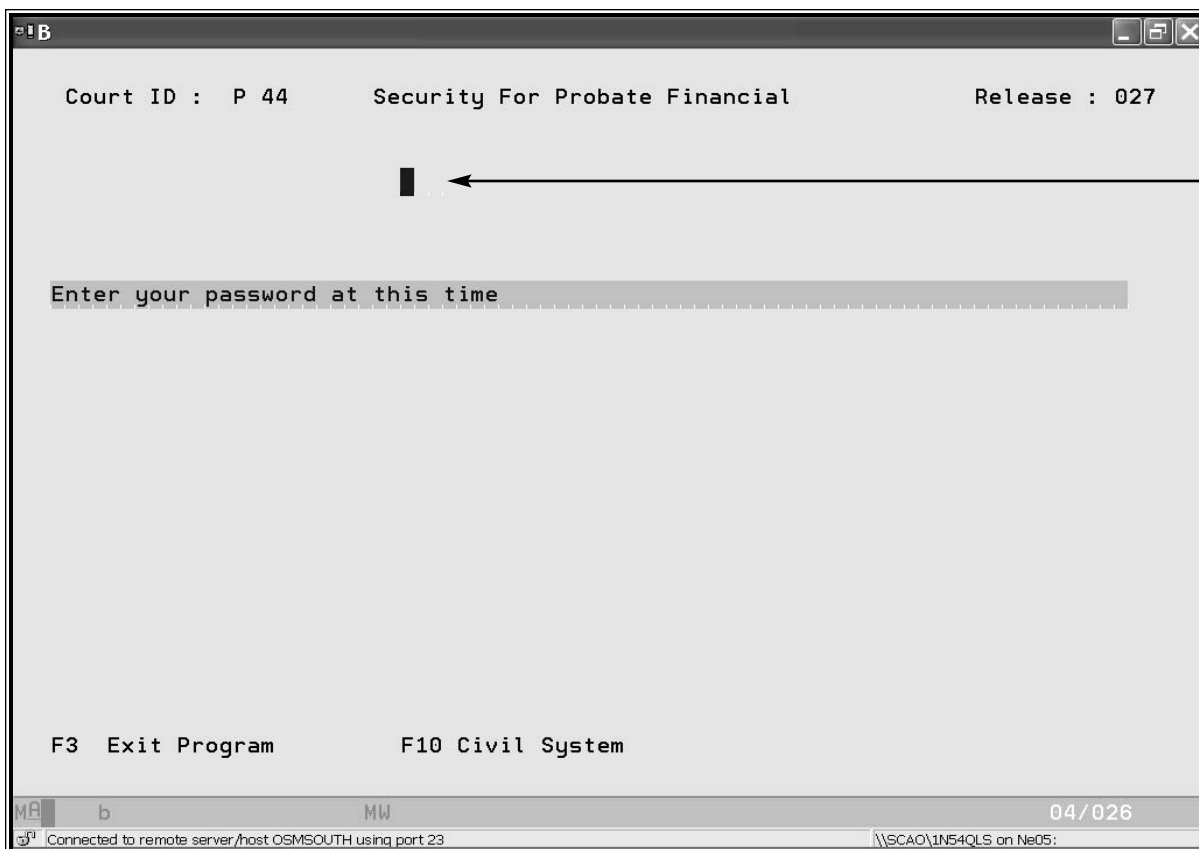 B
Court ID : P 44 Security For Probate Financial Release : 027
Enter your password at this time
F3 Exit Program F10 Civil System
MA b MW 04/026
Connected to remote server/host OSMSOUTH using port 23 \\SCAO\1N54QLS on Ne05: